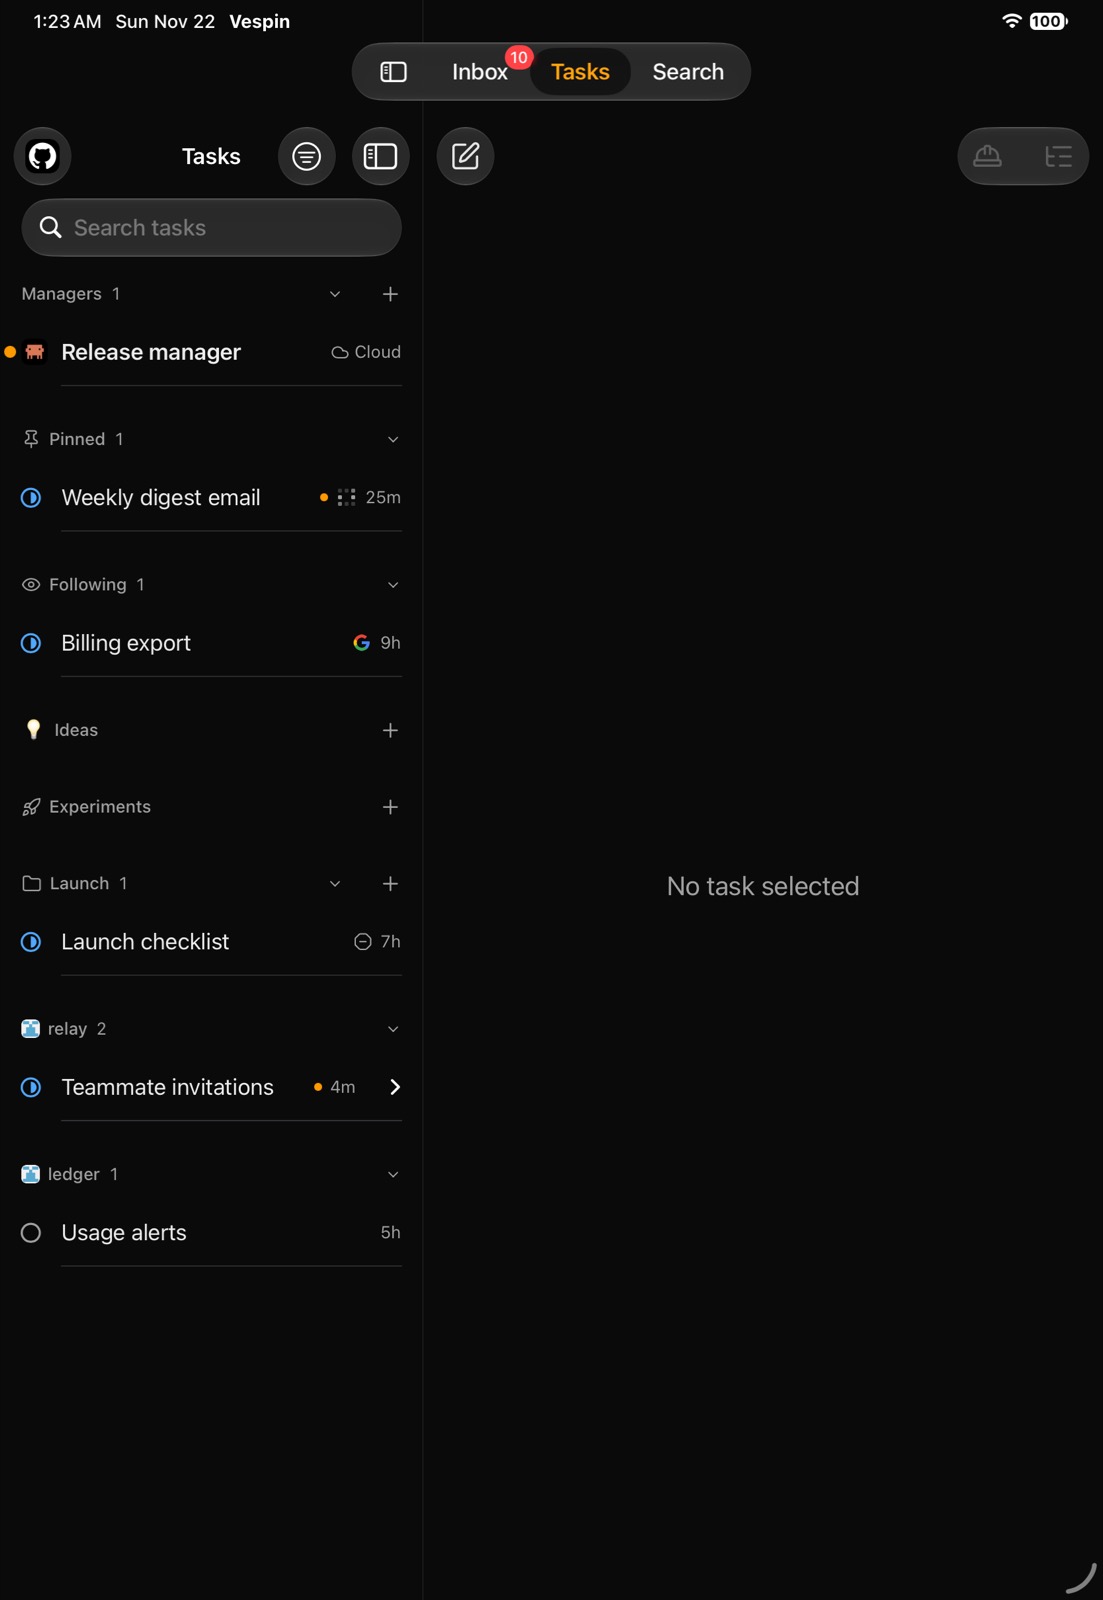 1:23 AM Sun Nov 22 Vespin
100
Inbox 10 Tasks Search
Tasks
Search tasks
Managers 1
Release manager Cloud
Pinned 1
Weekly digest email 25m
Following 1
Billing export 9h
Ideas
Experiments
Launch 1
Launch checklist 7h
relay 2
Teammate invitations 4m
ledger 1
Usage alerts 5h
No task selected